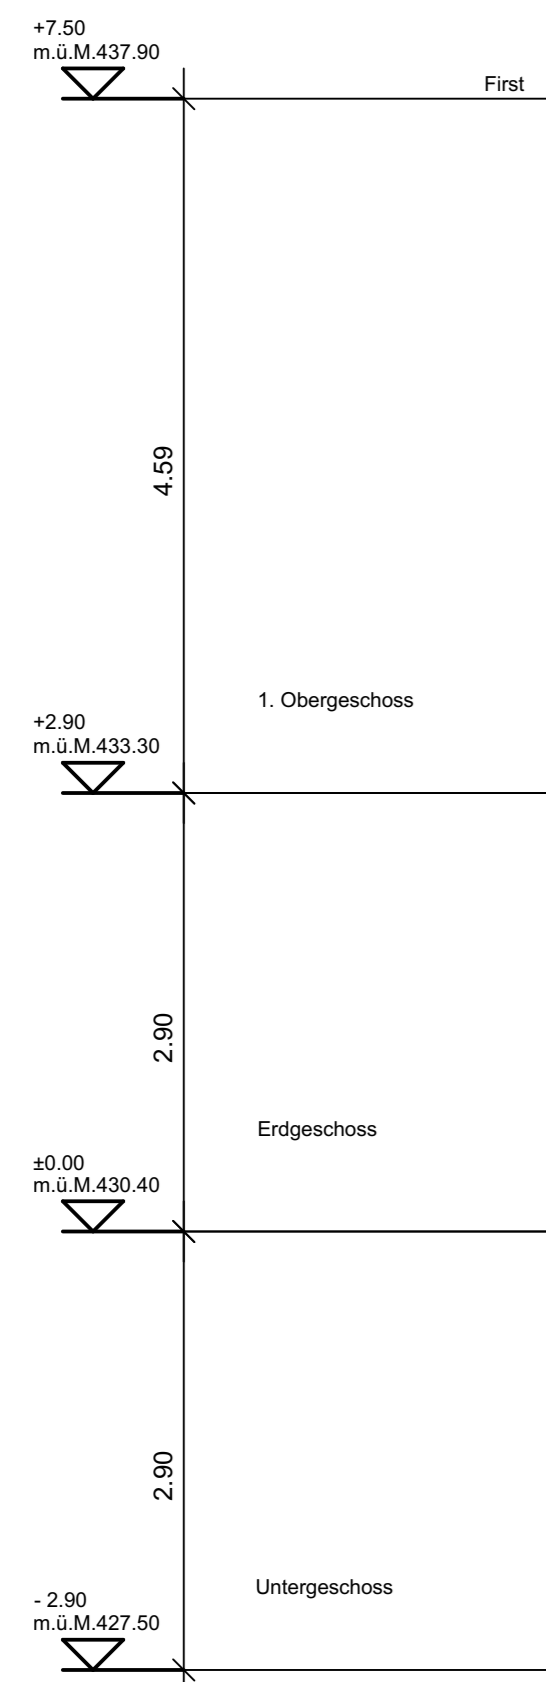 +7.50
m.ü.M.437.90
First
4.59
1. Obergeschoss
+2.90
m.ü.M.433.30
2.90
Erdgeschoss
±0.00
m.ü.M.430.40
2.90
Untergeschoss
- 2.90
m.ü.M.427.50